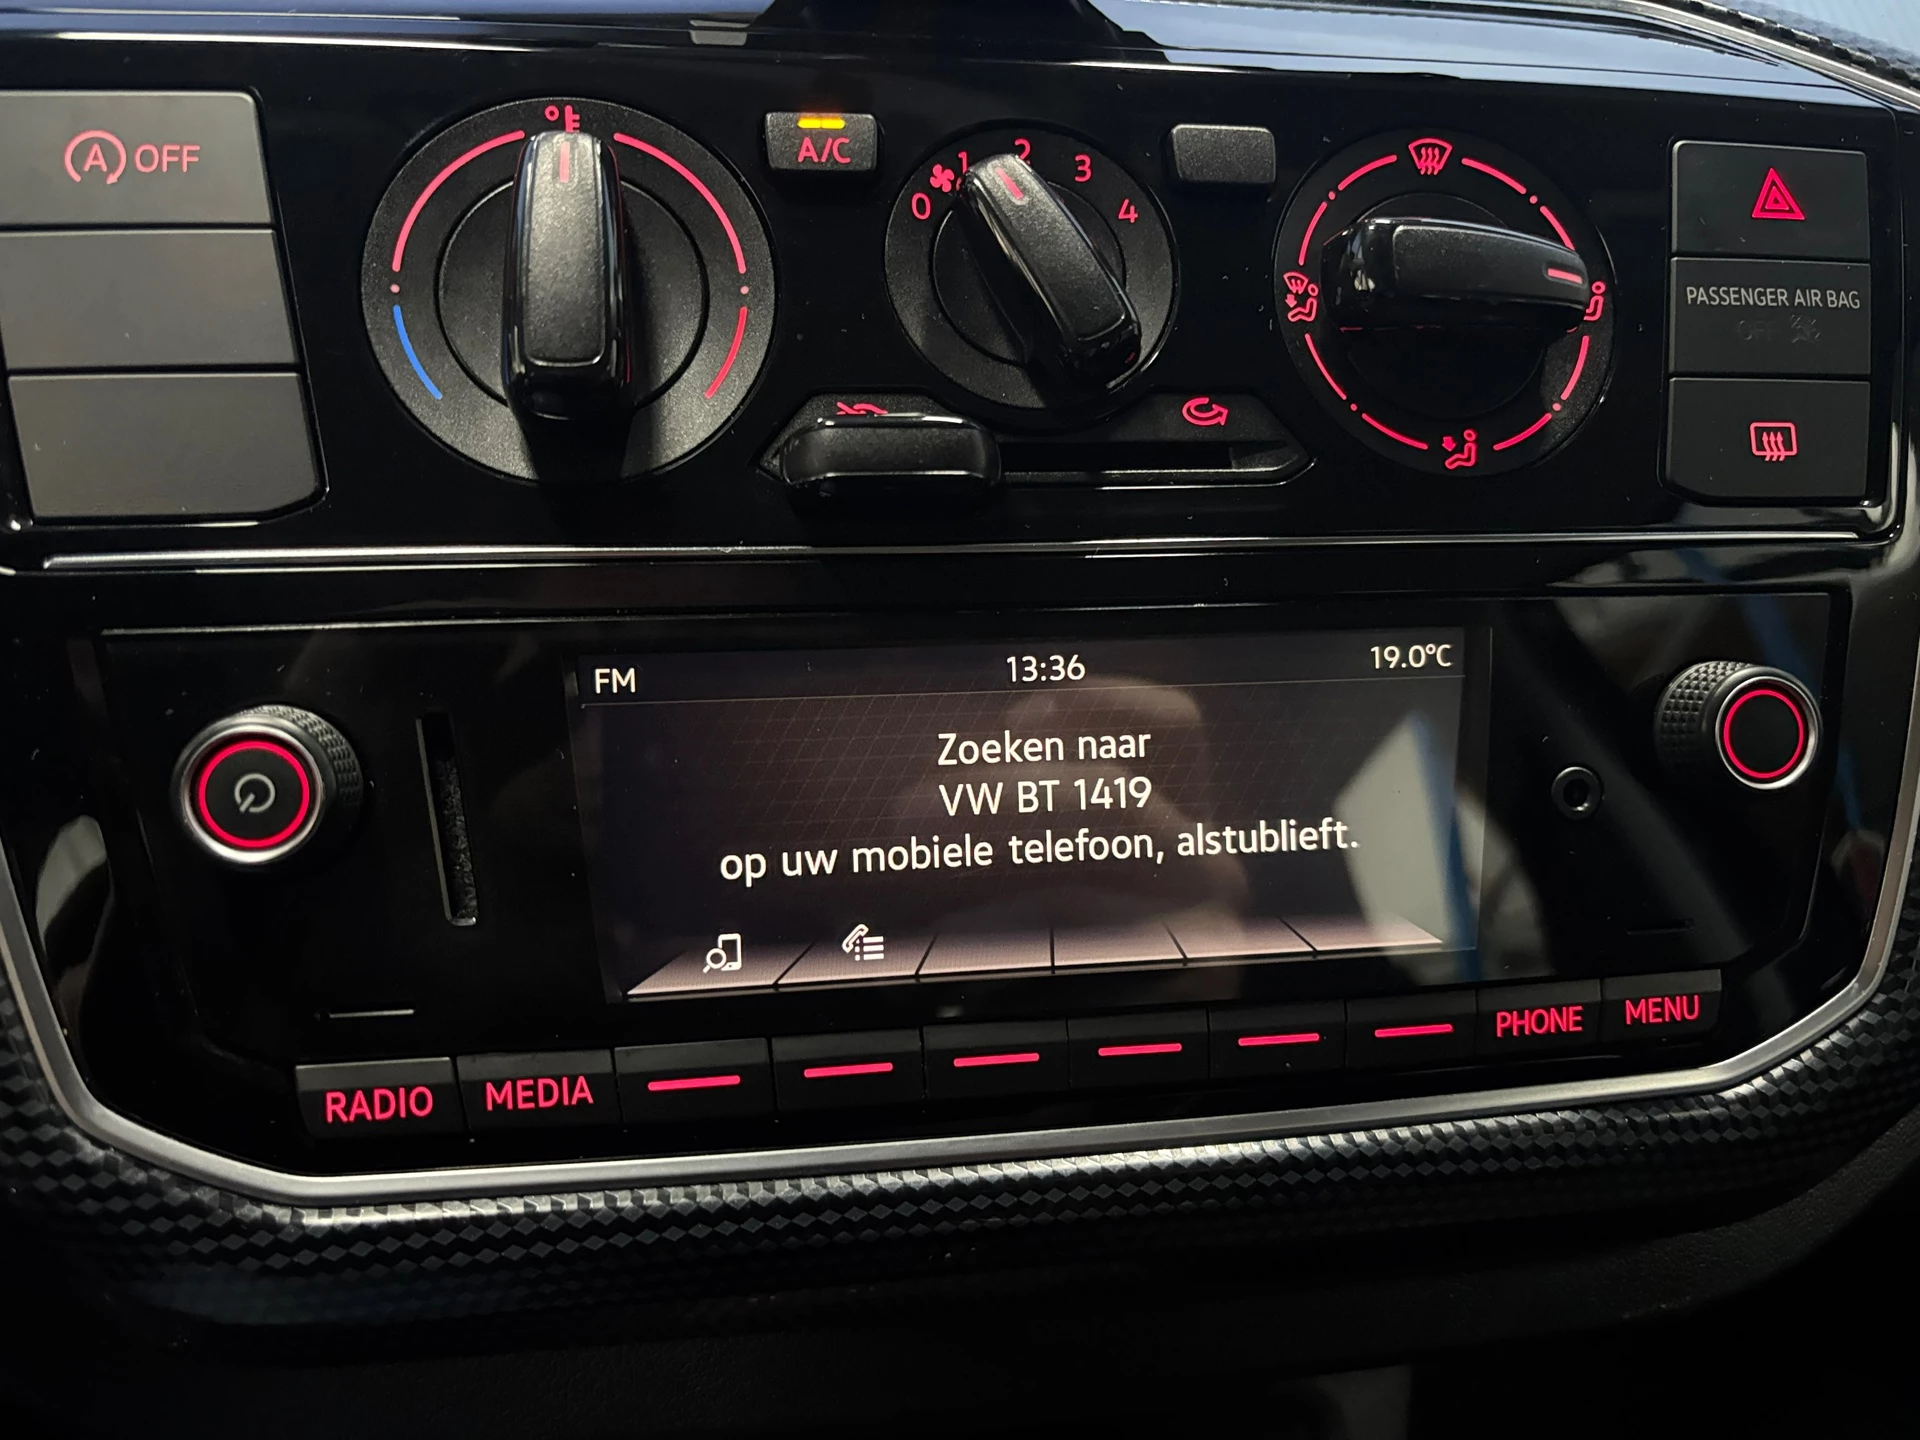 A OFF
A/C
0 1 2 3 4
PASSENGER AIR BAG
OFF
FM 13:36 19.0°C
Zoeken naar
VW BT 1419
op uw mobiele telefoon, alstublieft.
RADIO MEDIA PHONE MENU